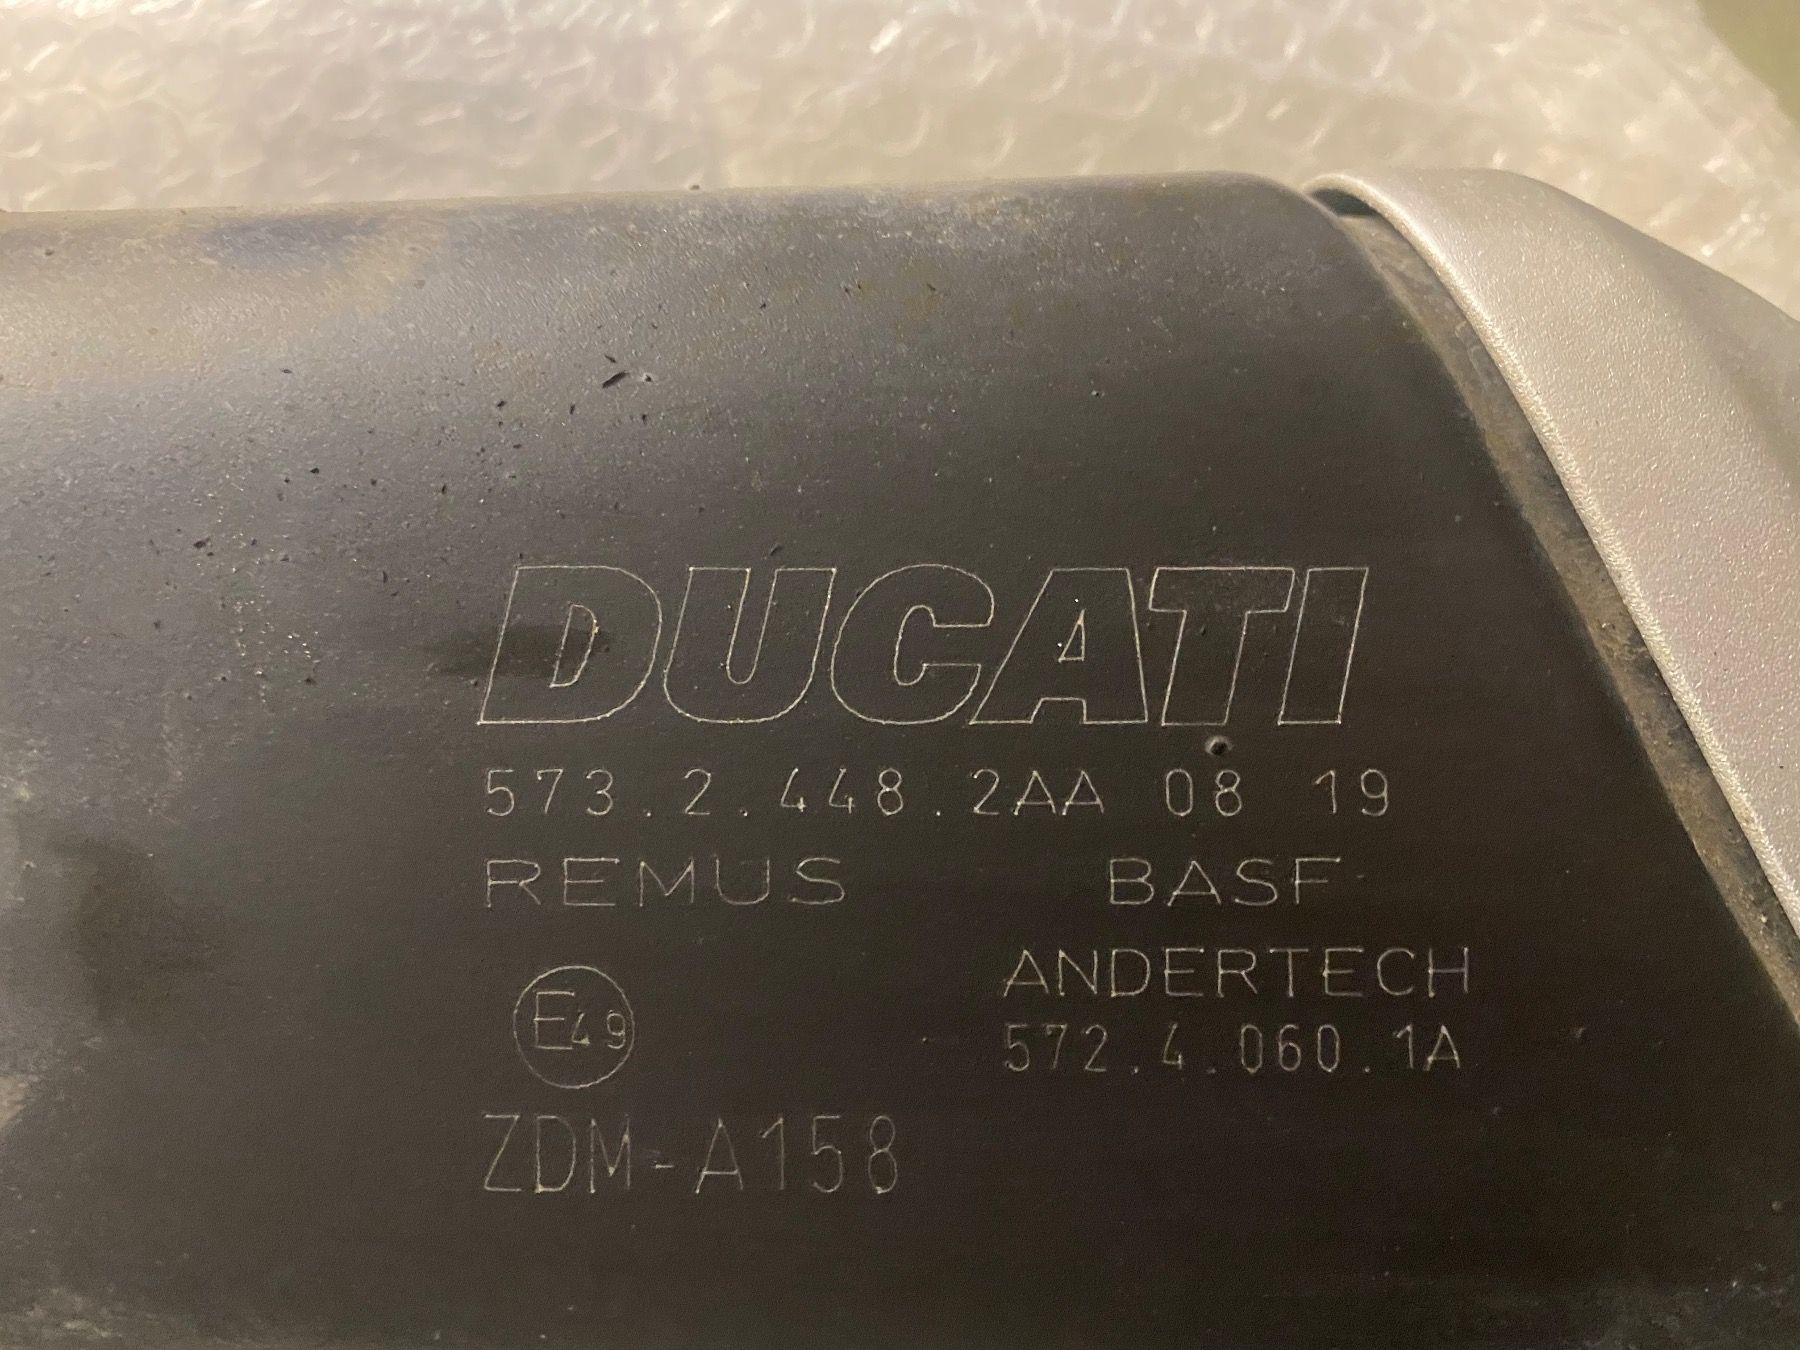 DUCATI
573.2.448.2AA 08 19
REMUS BASF
ANDERTECH
E49 572.4.060.1A
ZDM-A158